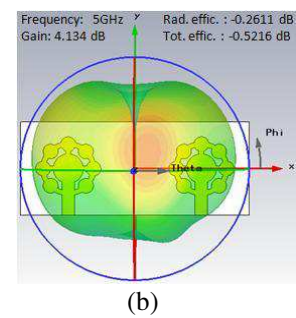 Frequency: 5GHz
Rad. effic. : -0.2611 dB
Gain: 4.134 dB
Tot. effic. : -0.5216 dB
y
Phi
Theta
x
(b)